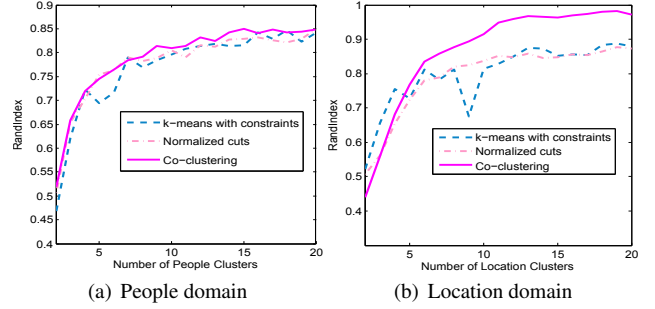 0.9
0.85
0.8
0.75
0.7
0.65
0.6
0.55
0.5
0.45
0.4
RandIndex
k-means with constraints
Normalized cuts
Co-clustering
5 10 15 20
Number of People Clusters
(a) People domain
1
0.9
0.8
0.7
0.6
0.5
0.4
RandIndex
k-means with constraints
Normalized cuts
Co-clustering
5 10 15 20
Number of Location Clusters
(b) Location domain